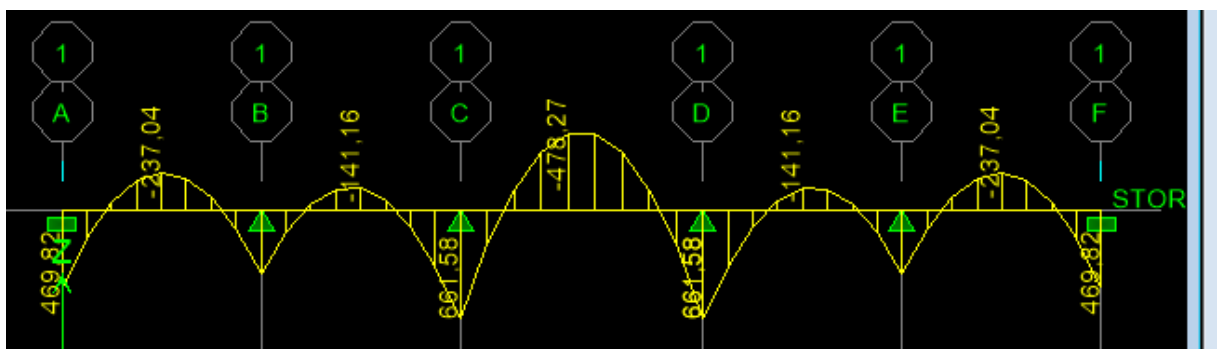 1 1 1 1 1 1
A B C D E F
-237,04 -141,16 -478,27 -141,16 -237,04
STOR
469,82 661,58 661,58 469,82